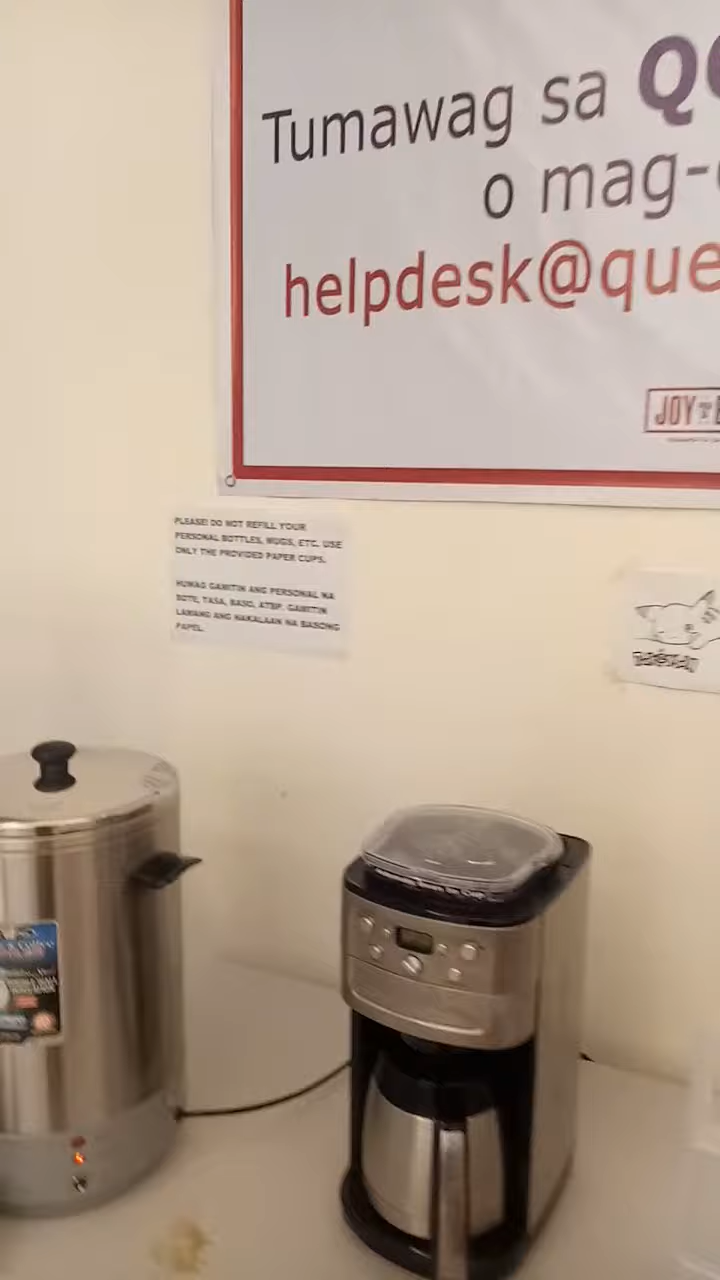 Tumawag sa
o mag-
helpdesk@que
JOY
PLEASE! DO NOT REFILL YOUR
PERSONAL BOTTLES, MUGS, ETC. USE
ONLY THE PROVIDED PAPER CUPS.
HUWAG GAMITIN ANG PERSONAL NA
BOTE, TASA, BASO, ATBP. GAMITIN
LAMANG ANG NAKALAAN NA BASONG
PAPEL.